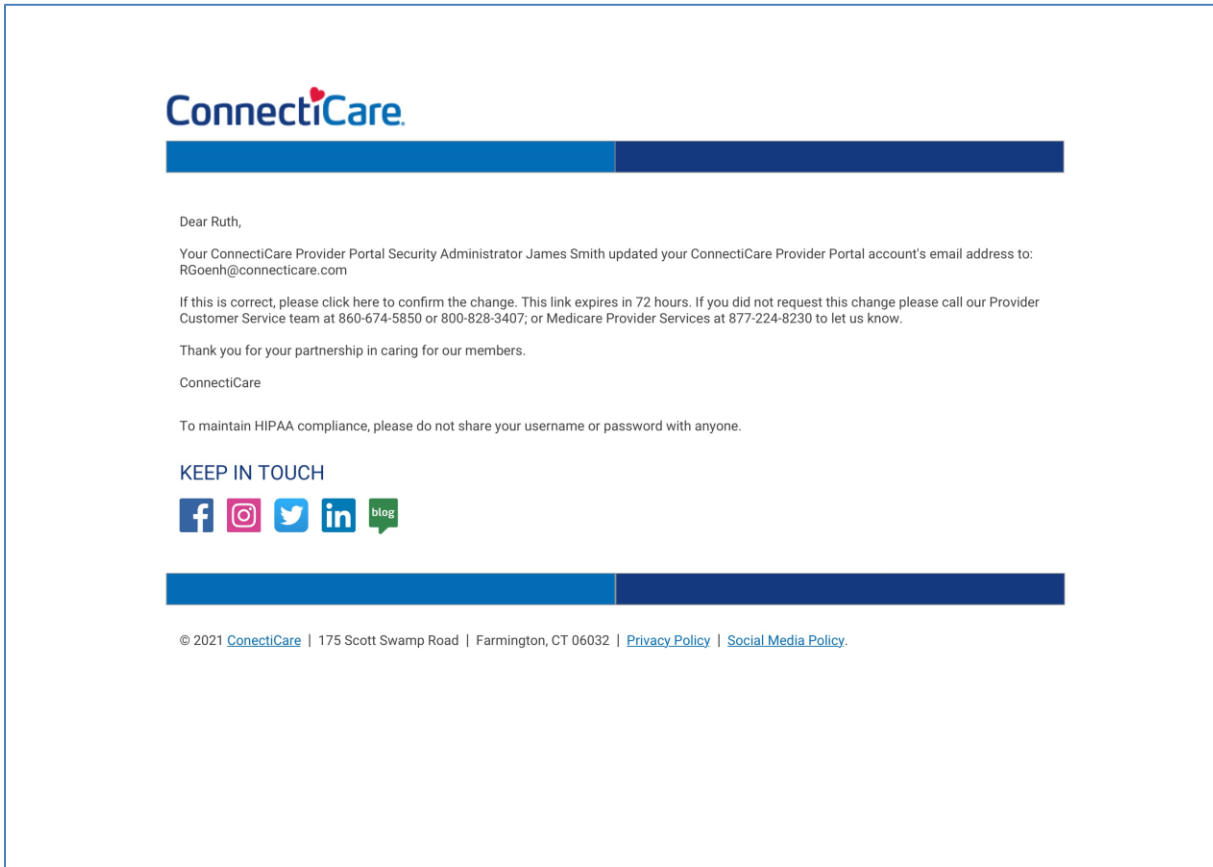 ConnectiCare.
Dear Ruth,
Your ConnectiCare Provider Portal Security Administrator James Smith updated your ConnectiCare Provider Portal account's email address to:
RGoenh@connecticare.com
If this is correct, please click here to confirm the change. This link expires in 72 hours. If you did not request this change please call our Provider
Customer Service team at 860-674-5850 or 800-828-3407; or Medicare Provider Services at 877-224-8230 to let us know.
Thank you for your partnership in caring for our members.
ConnectiCare
To maintain HIPAA compliance, please do not share your username or password with anyone.
KEEP IN TOUCH
f in blog
© 2021 ConectiCare | 175 Scott Swamp Road | Farmington, CT 06032 | Privacy Policy | Social Media Policy.